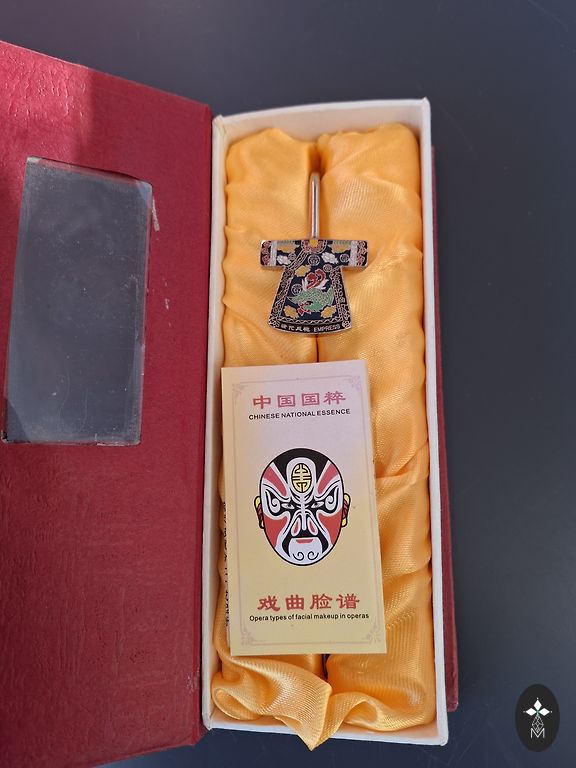 EMPRESS
中国国粹
CHINESE NATIONAL ESSENCE
戏曲脸谱
Opera types of facial makeup in operas
M